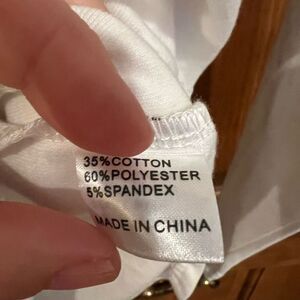 35%COTTON
60%POLYESTER
5%SPANDEX
MADE IN CHINA